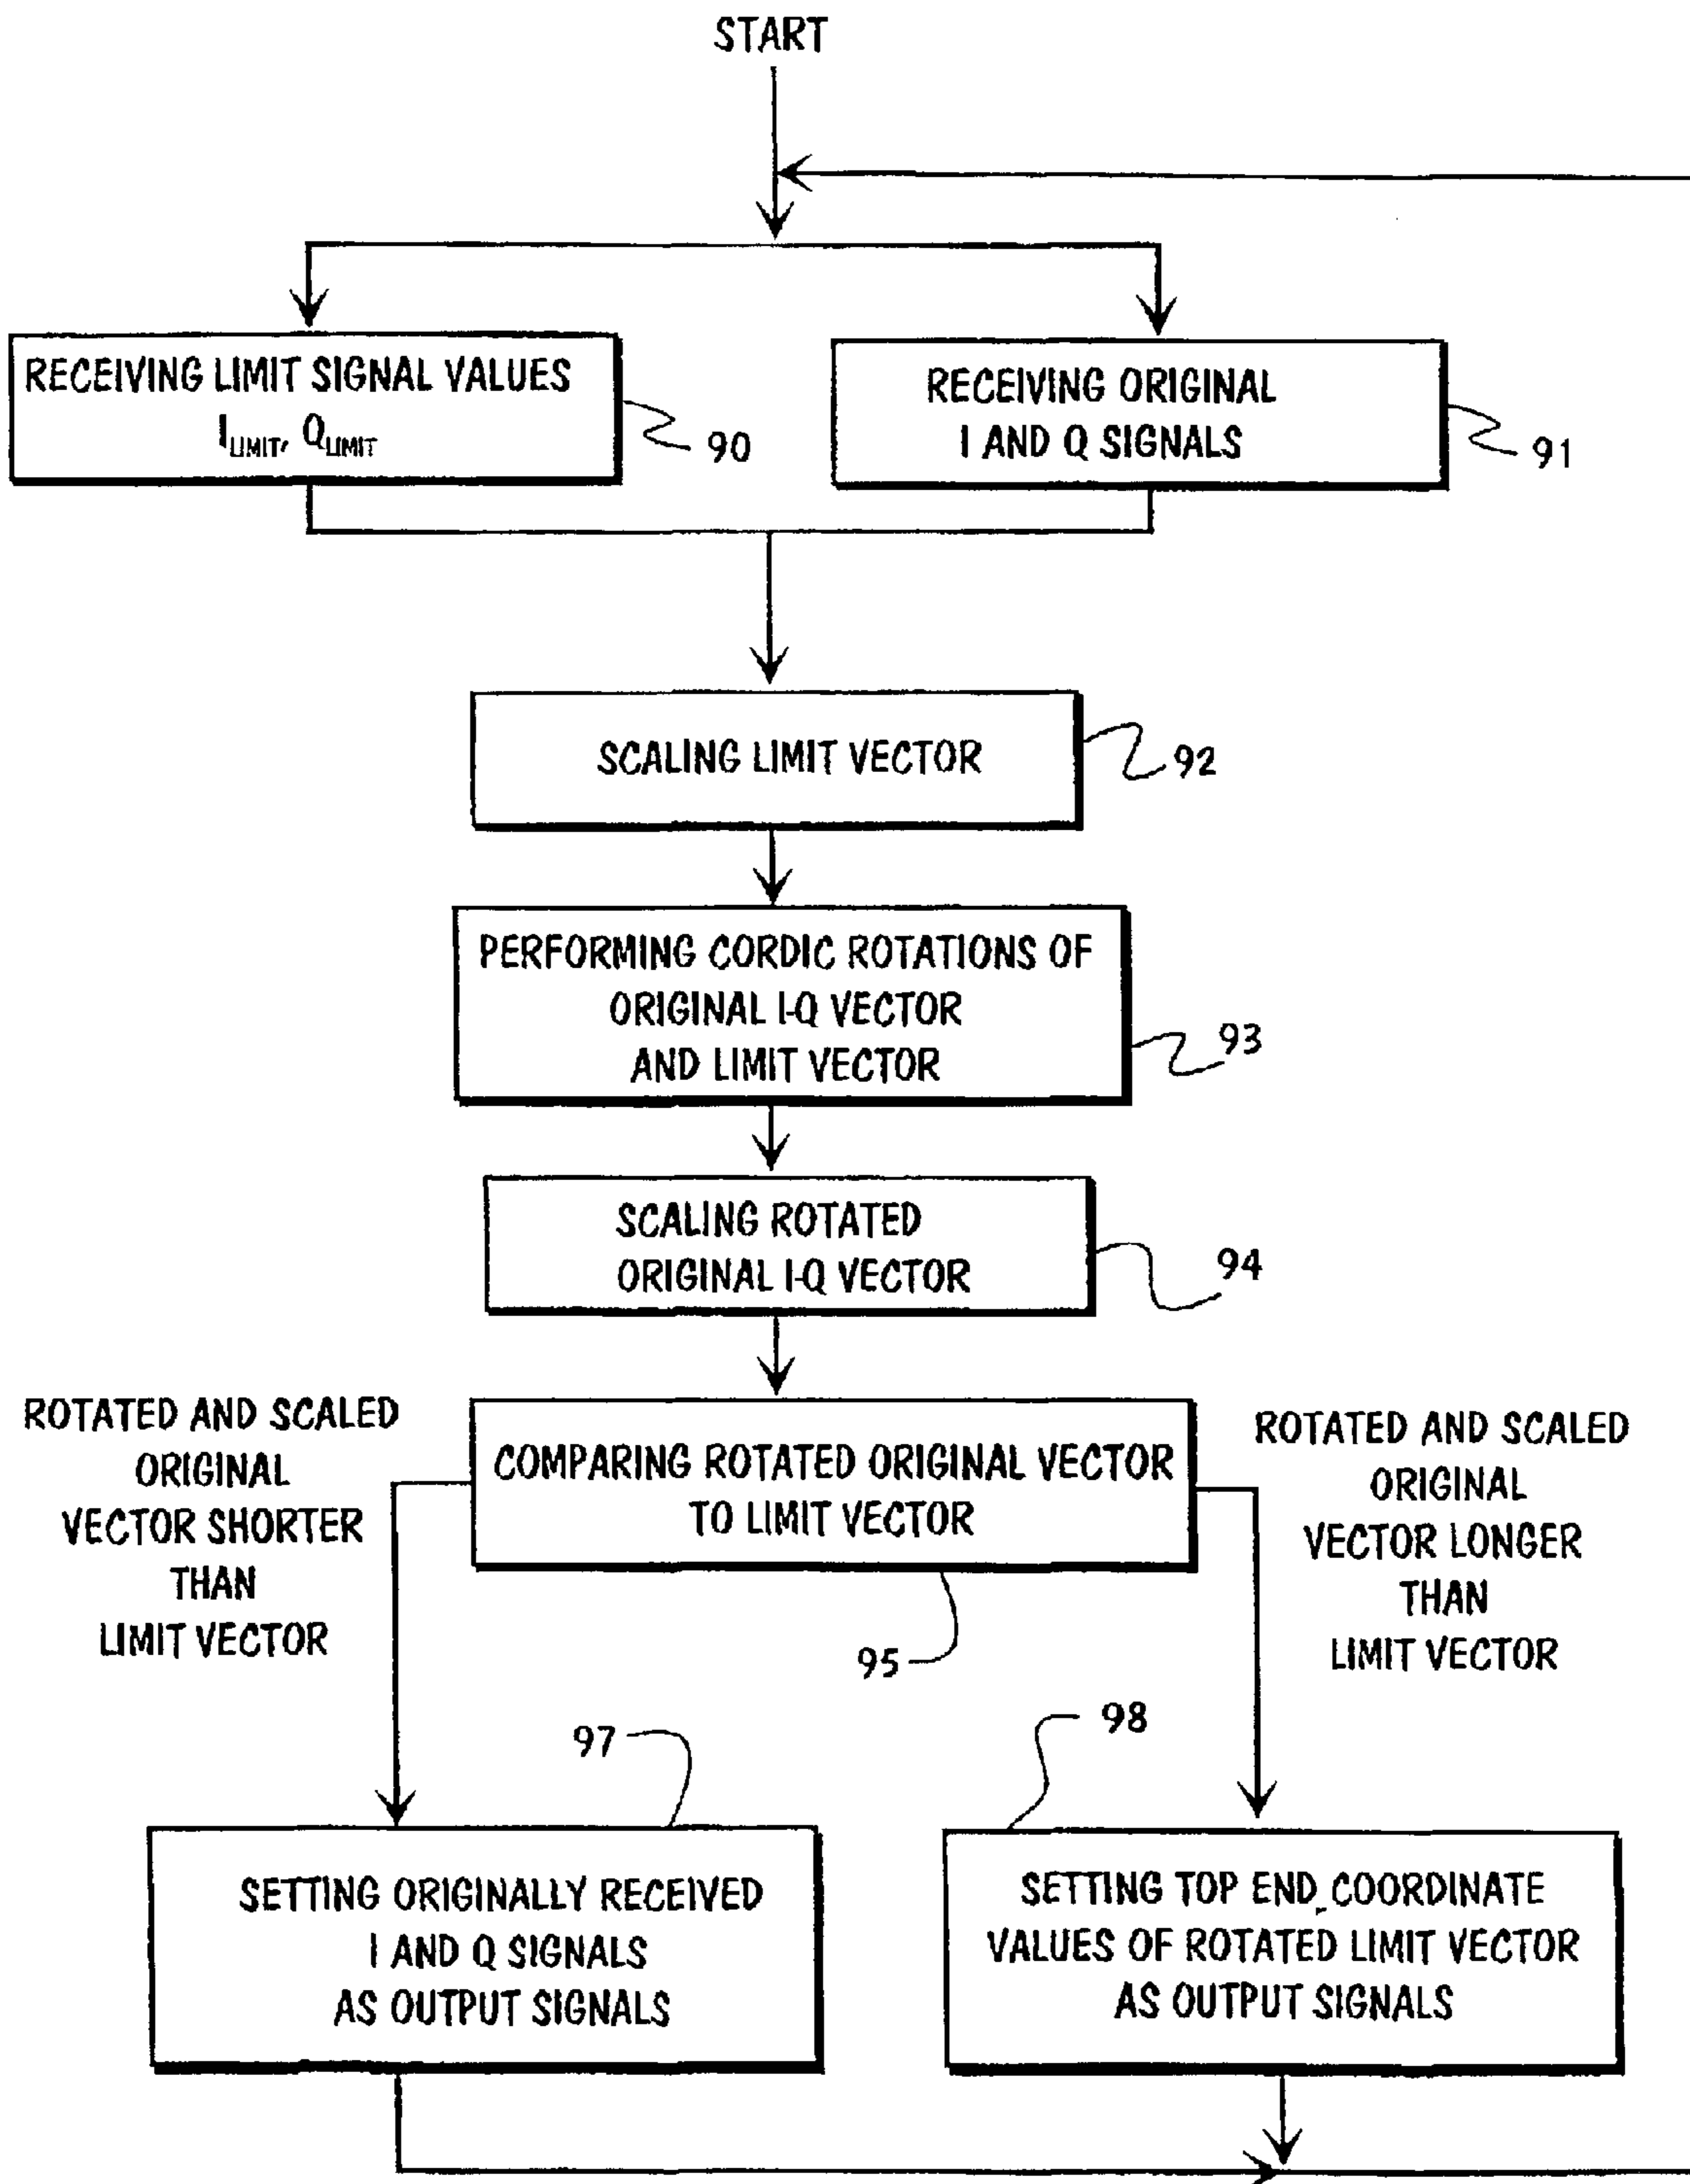 START
RECEIVING LIMIT SIGNAL VALUES
I_LIMIT, Q_LIMIT
90
RECEIVING ORIGINAL
I AND Q SIGNALS
91
SCALING LIMIT VECTOR
92
PERFORMING CORDIC ROTATIONS OF
ORIGINAL I-Q VECTOR
AND LIMIT VECTOR
93
SCALING ROTATED
ORIGINAL I-Q VECTOR
94
ROTATED AND SCALED
ORIGINAL
VECTOR SHORTER
THAN
LIMIT VECTOR
COMPARING ROTATED ORIGINAL VECTOR
TO LIMIT VECTOR
95
ROTATED AND SCALED
ORIGINAL
VECTOR LONGER
THAN
LIMIT VECTOR
97
SETTING ORIGINALLY RECEIVED
I AND Q SIGNALS
AS OUTPUT SIGNALS
98
SETTING TOP END COORDINATE
VALUES OF ROTATED LIMIT VECTOR
AS OUTPUT SIGNALS